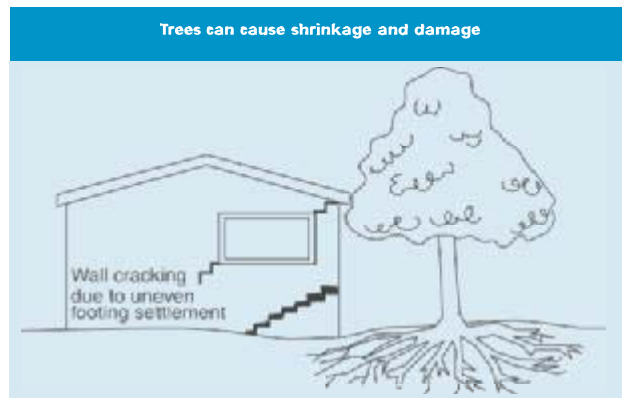 Trees can cause shrinkage and damage
Wall cracking
due to uneven
footing settlement